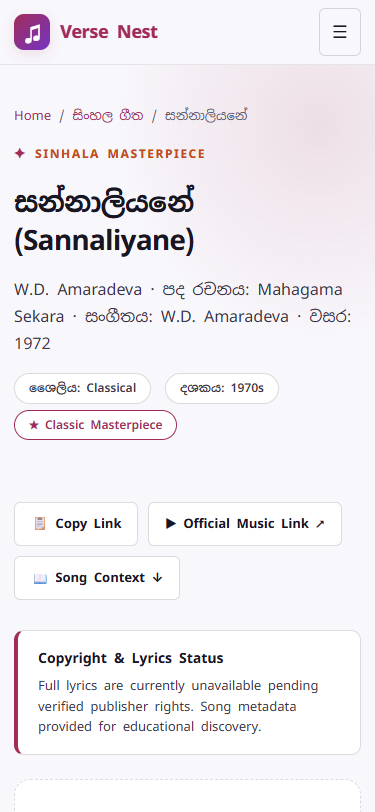 Verse Nest
☰
Home / සිංහල ගීත / සන්නාලියනේ
✦ SINHALA MASTERPIECE
සන්නාලියනේ
(Sannaliyane)
W.D. Amaradeva · පද රචනය: Mahagama
Sekara · සංගීතය: W.D. Amaradeva · වසර:
1972
ශෛලිය: Classical
දශකය: 1970s
★ Classic Masterpiece
📋 Copy Link
▶ Official Music Link ↗
📖 Song Context ↓
Copyright & Lyrics Status
Full lyrics are currently unavailable pending
verified publisher rights. Song metadata
provided for educational discovery.